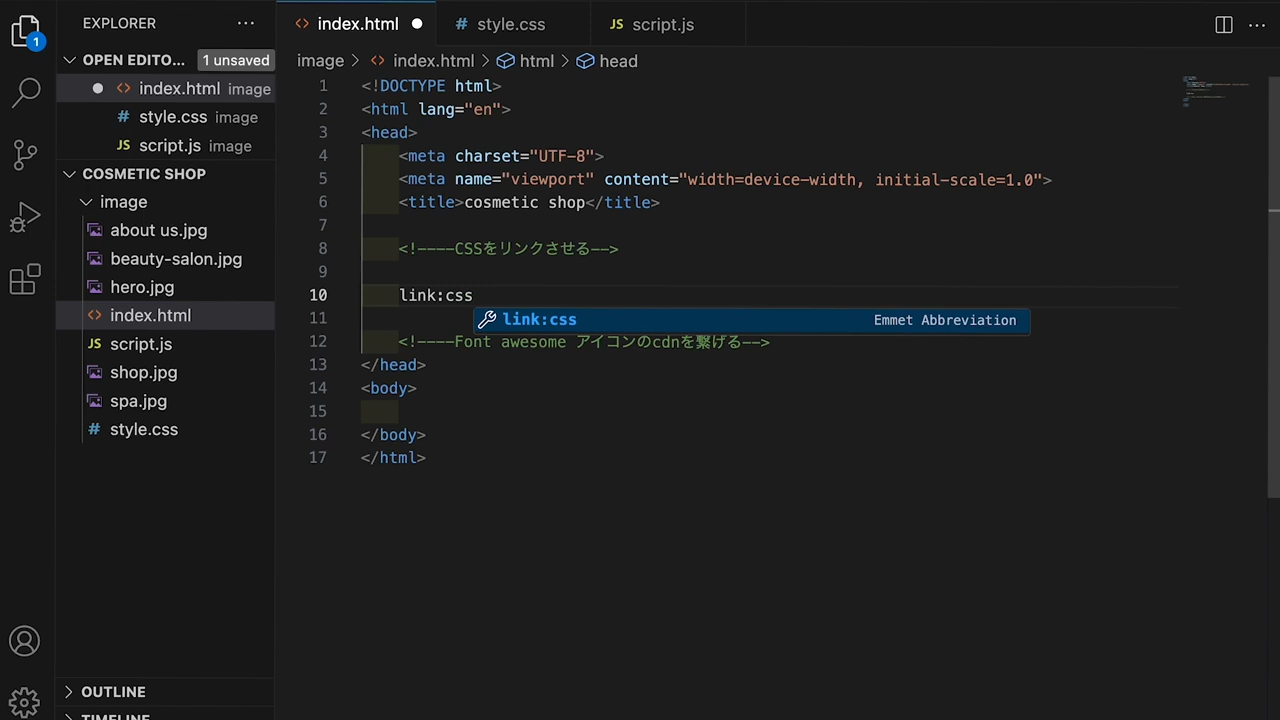 EXPLORER
OPEN EDITO... 1 unsaved
index.html image
style.css image
script.js image
COSMETIC SHOP
image
about us.jpg
beauty-salon.jpg
hero.jpg
index.html
script.js
shop.jpg
spa.jpg
style.css
OUTLINE
TIMELINE
1
index.html
style.css
script.js
image > index.html > html > head
1 <!DOCTYPE html>
2 <html lang="en">
3 <head>
4 <meta charset="UTF-8">
5 <meta name="viewport" content="width=device-width, initial-scale=1.0">
6 <title>cosmetic shop</title>
7
8 <!----CSSをリンクさせる-->
9
10 link:css
link:css Emmet Abbreviation
11
12 <!----Font awesome アイコンのcdnを繋げる-->
13 </head>
14 <body>
15
16 </body>
17 </html>